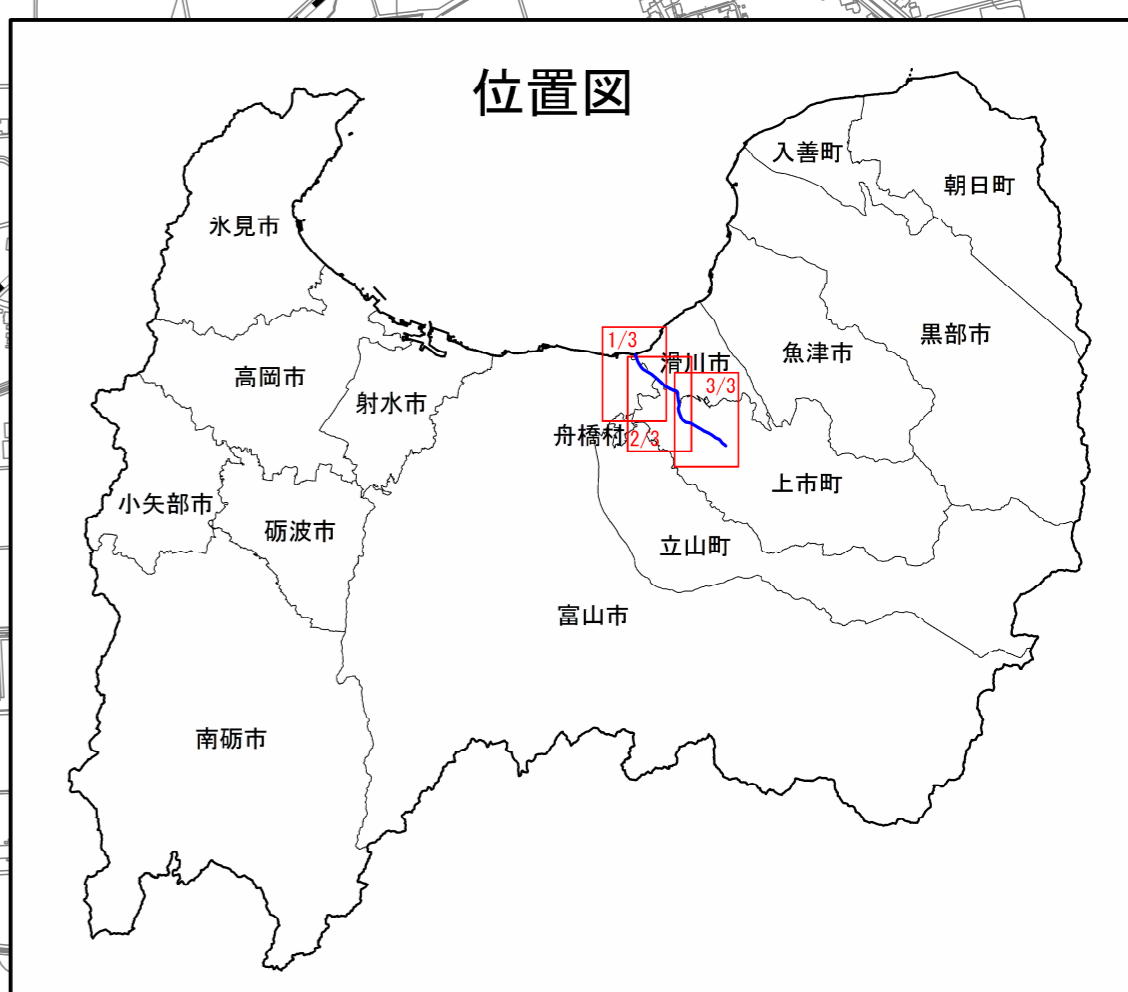 位置図
入善町
朝日町
氷見市
黒部市
1/3
滑川市
魚津市
高岡市
3/3
射水市
舟橋村
2/3
上市町
小矢部市
砺波市
立山町
富山市
南砺市